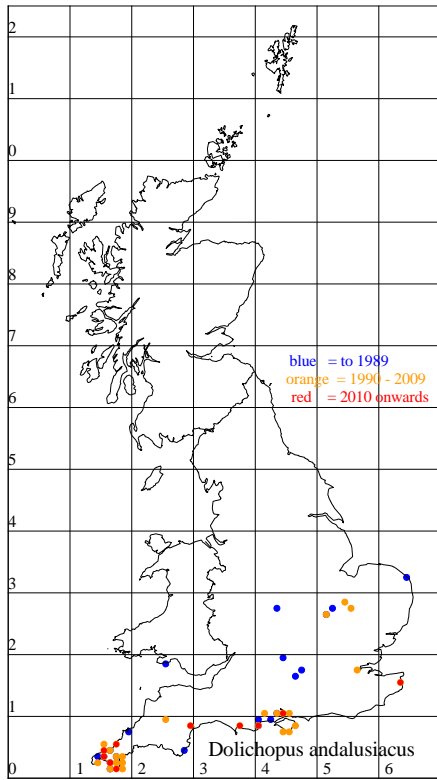 2
1
0
9
8
7
blue = to 1989
orange = 1990 - 2009
red = 2010 onwards
6
5
4
3
2
1
Dolichopus andalusiacus
0 1 2 3 4 5 6